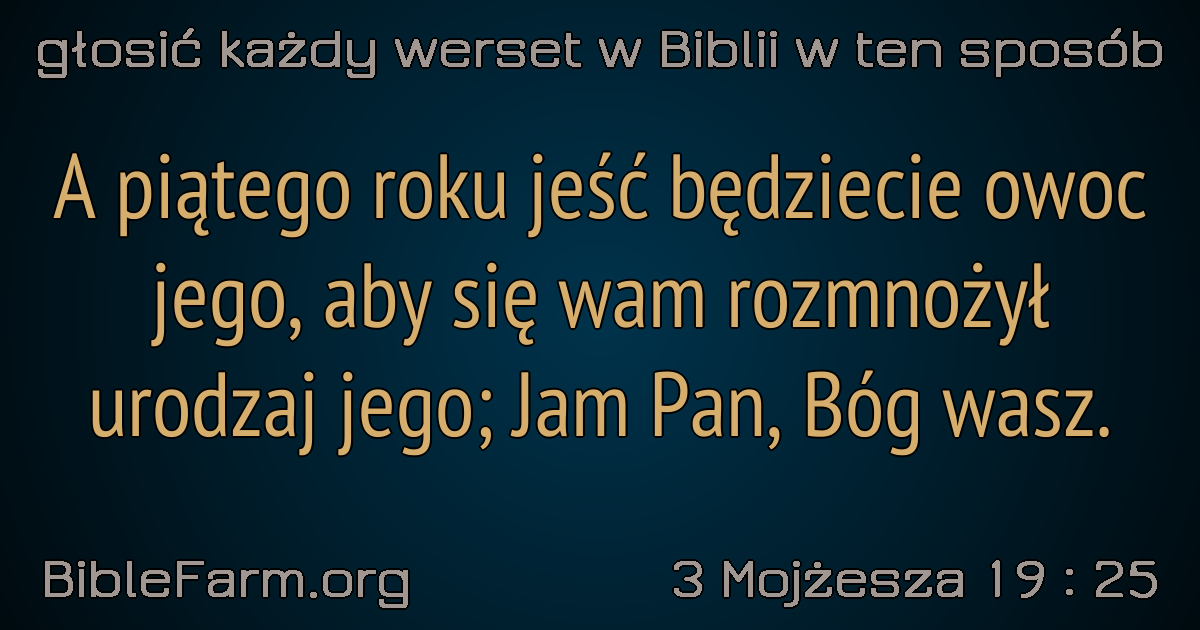 głosić każdy werset w Biblii w ten sposób
A piątego roku jeść będziecie owoc
jego, aby się wam rozmnożył
urodzaj jego; Jam Pan, Bóg wasz.
BibleFarm.org
3 Mojżesza 19 : 25